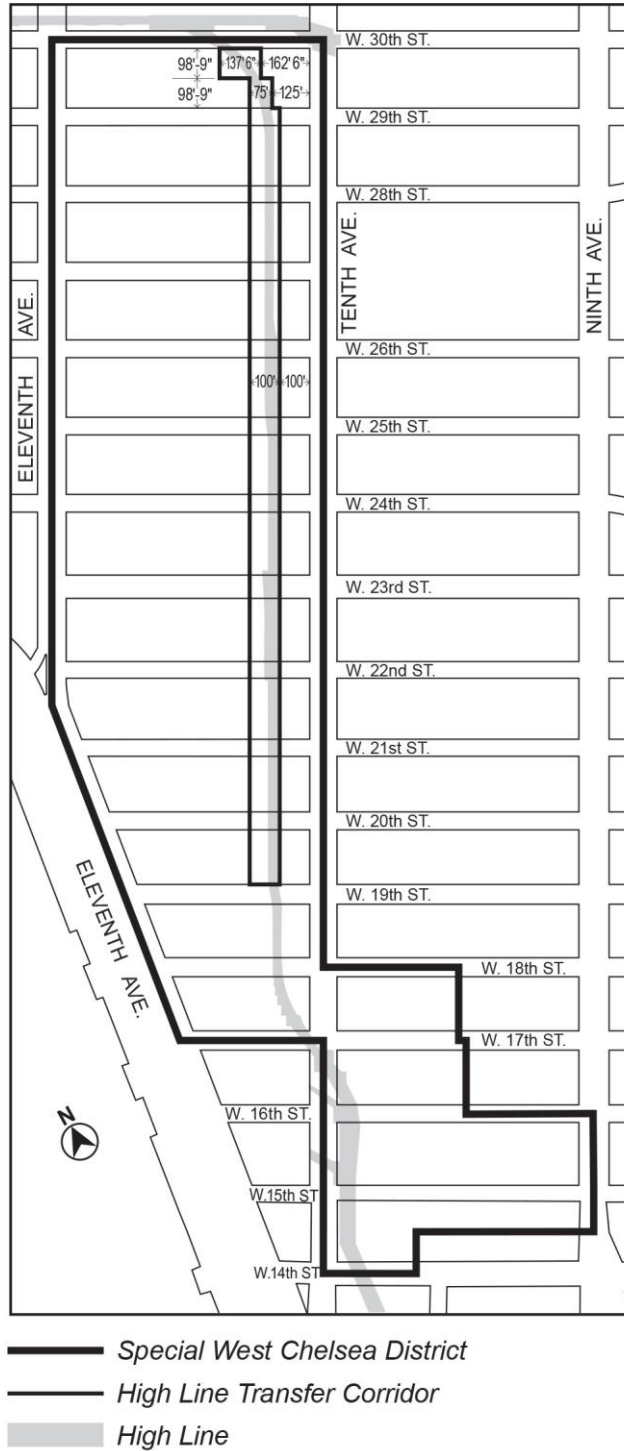 W. 30th ST.
98'-9"
137' 6"
162' 6"
98'-9"
75'
125'
W. 29th ST.
W. 28th ST.
TENTH AVE.
NINTH AVE.
ELEVENTH AVE.
W. 26th ST.
100'
100'
W. 25th ST.
W. 24th ST.
W. 23rd ST.
W. 22nd ST.
W. 21st ST.
W. 20th ST.
ELEVENTH AVE.
W. 19th ST.
W. 18th ST.
W. 17th ST.
N
W. 16th ST.
W.15th ST
W.14th ST
Special West Chelsea District
High Line Transfer Corridor
High Line